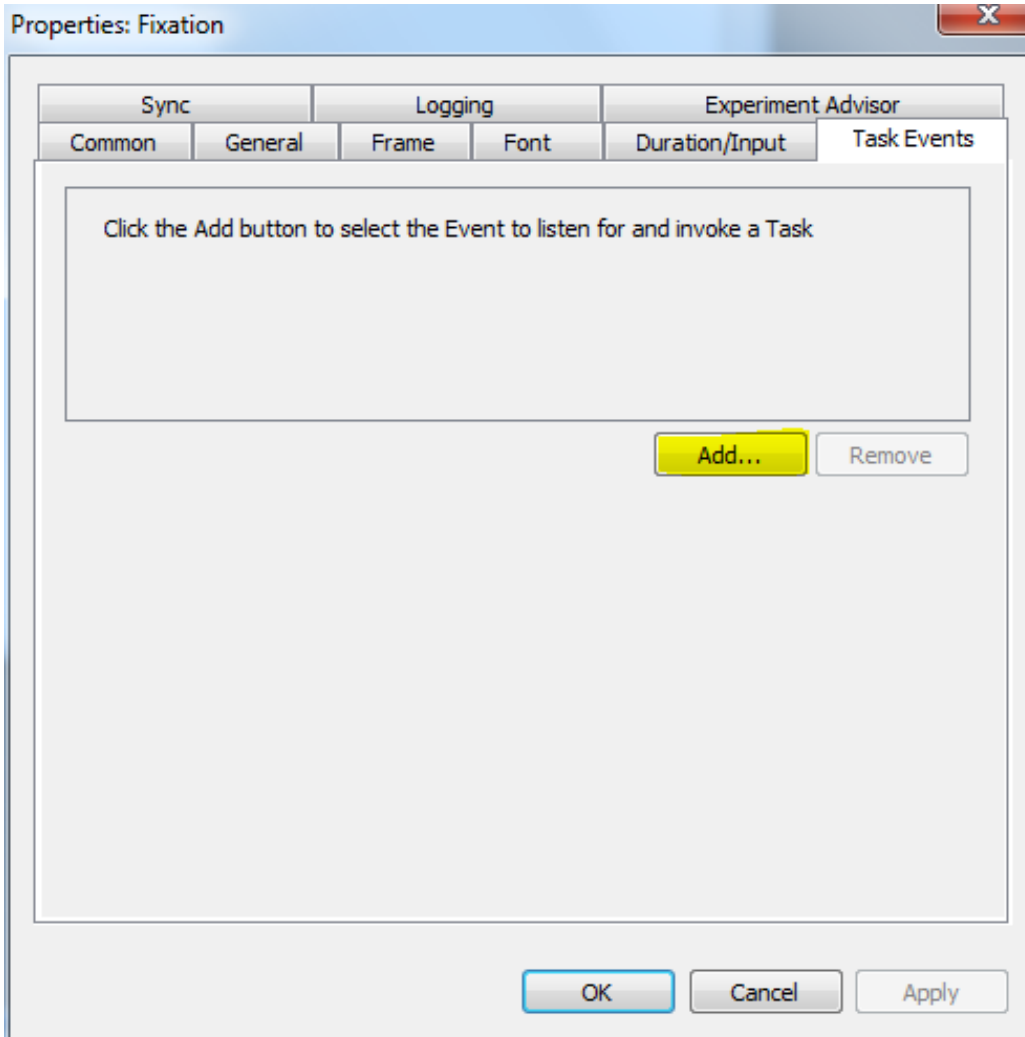 Properties: Fixation
X
Sync Logging Experiment Advisor
Common General Frame Font Duration/Input Task Events
Click the Add button to select the Event to listen for and invoke a Task
Add... Remove
OK Cancel Apply